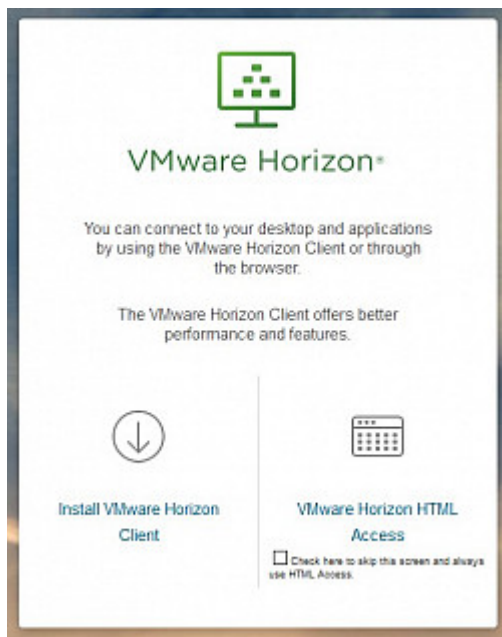 VMware Horizon®
You can connect to your desktop and applications
by using the VMware Horizon Client or through
the browser.
The VMware Horizon Client offers better
performance and features.
Install VMware Horizon
Client
VMware Horizon HTML
Access
Check here to skip this screen and always
use HTML Access.